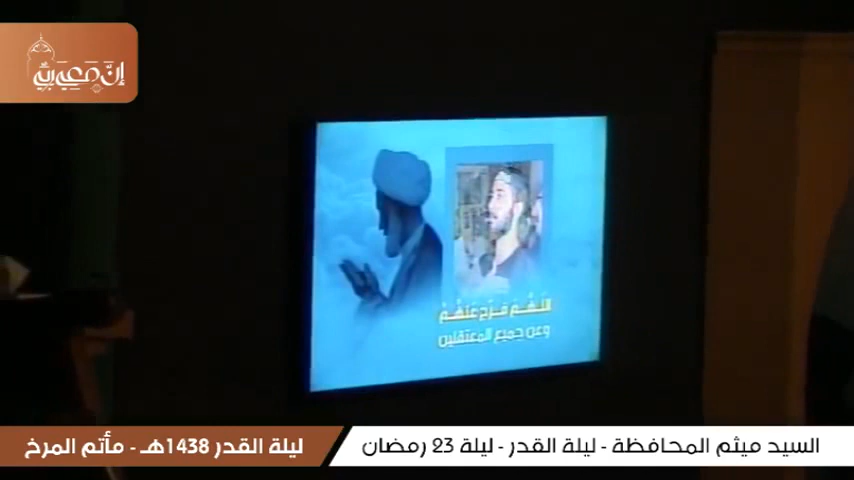 إن معي ربي
اللهم فرج عنهم
وعن جميع المعتقلين
السيد ميثم المحافظة - ليلة القدر - ليلة 23 رمضان
ليلة القدر 1438هـ - مأتم المرخ